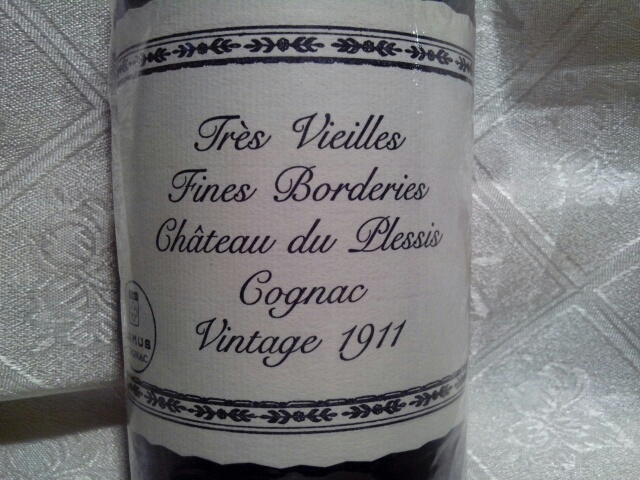 Très Vieilles
Fines Borderies
Château du Plessis
Cognac
Vintage 1911